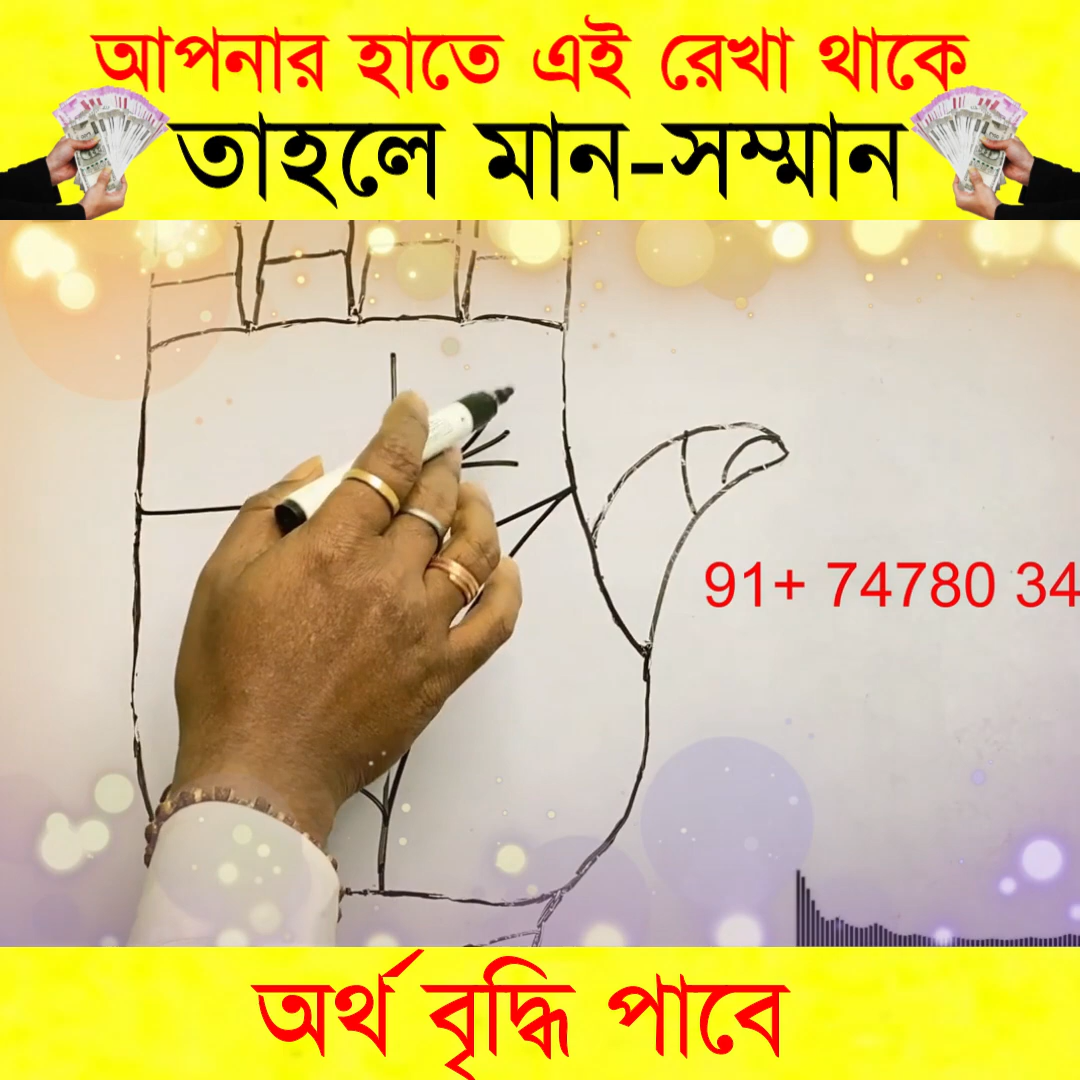 আপনার হাতে এই রেখা থাকে
তাহলে মান-সম্মান
91+ 74780 34
অর্থ বৃদ্ধি পাবে